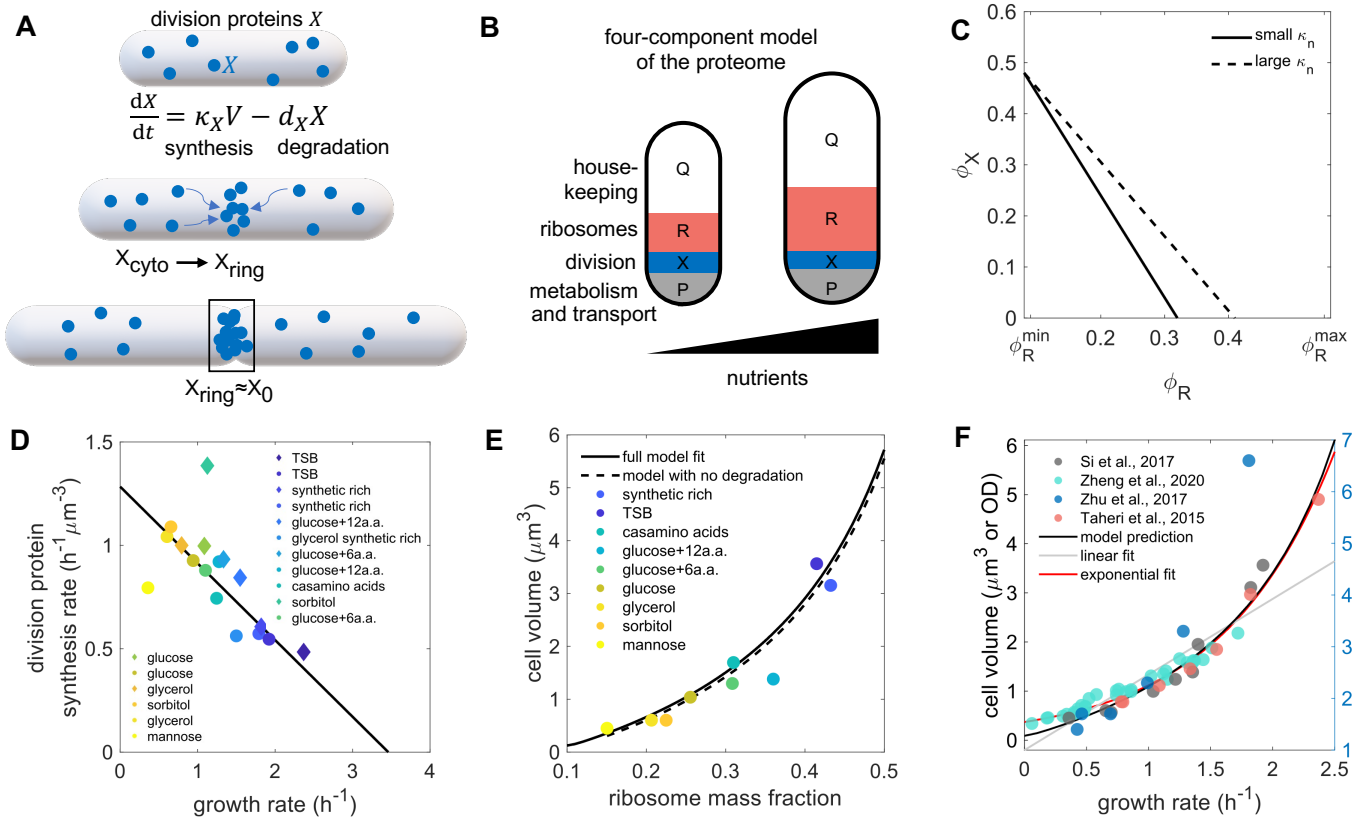 A
division proteins X
X
dX/dt = κ_X V − d_X X
synthesis degradation
X_cyto → X_ring
X_ring≈X_0
B
four-component model
of the proteome
house-
keeping
ribosomes
division
metabolism
and transport
Q
R
X
P
Q
R
X
P
nutrients
C
0.6
0.5
0.4
0.3
0.2
0.1
0
ϕ_X
small κ_n
large κ_n
ϕ_R^min
0.2
0.3
0.4
ϕ_R^max
ϕ_R
D
division protein
synthesis rate (h⁻¹μm⁻³)
1.5
1
0.5
0
TSB
TSB
synthetic rich
synthetic rich
glucose+12a.a.
glycerol synthetic rich
glucose+6a.a.
glucose+12a.a.
casamino acids
sorbitol
glucose+6a.a.
glucose
glucose
glycerol
sorbitol
glycerol
mannose
0 1 2 3 4
growth rate (h⁻¹)
E
cell volume (μm³)
6
5
4
3
2
1
0
full model fit
model with no degradation
synthetic rich
TSB
casamino acids
glucose+12a.a.
glucose+6a.a.
glucose
glycerol
sorbitol
mannose
0.1 0.2 0.3 0.4 0.5
ribosome mass fraction
F
cell volume (μm³ or OD)
6
5
4
3
2
1
0
Si et al., 2017
Zheng et al., 2020
Zhu et al., 2017
Taheri et al., 2015
model prediction
linear fit
exponential fit
7
6
5
4
3
2
1
0 0.5 1 1.5 2 2.5
growth rate (h⁻¹)